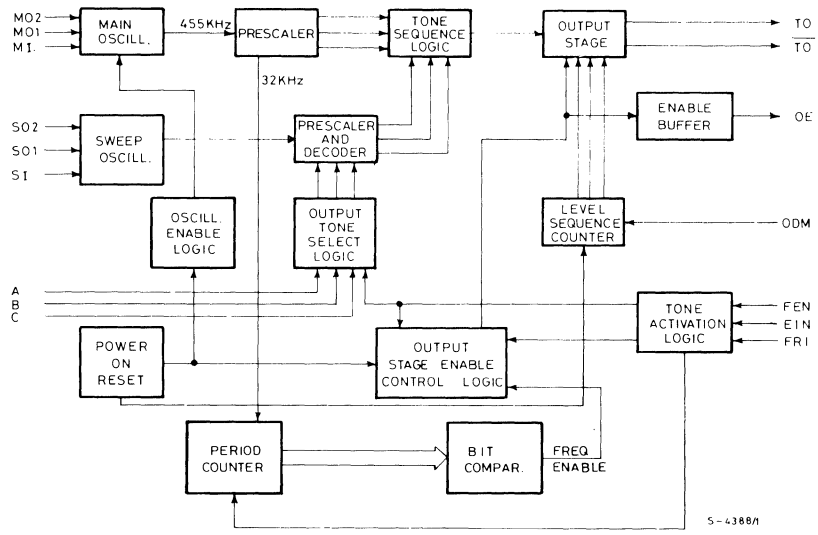 MO2
MO1
MI.
MAIN
OSCILL.
455KHz
PRESCALER
32KHz
TONE
SEQUENCE
LOGIC
OUTPUT
STAGE
TO
TO
ENABLE
BUFFER
OE
SO2
SO1
SI
SWEEP
OSCILL.
PRESCALER
AND
DECODER
OSCILL.
ENABLE
LOGIC
OUTPUT
TONE
SELECT
LOGIC
LEVEL
SEQUENCE
COUNTER
ODM
A
B
C
TONE
ACTIVATION
LOGIC
FEN
EIN
FRI
POWER
ON
RESET
OUTPUT
STAGE ENABLE
CONTROL LOGIC
PERIOD
COUNTER
BIT
COMPAR.
FREQ
ENABLE
S-4388/1